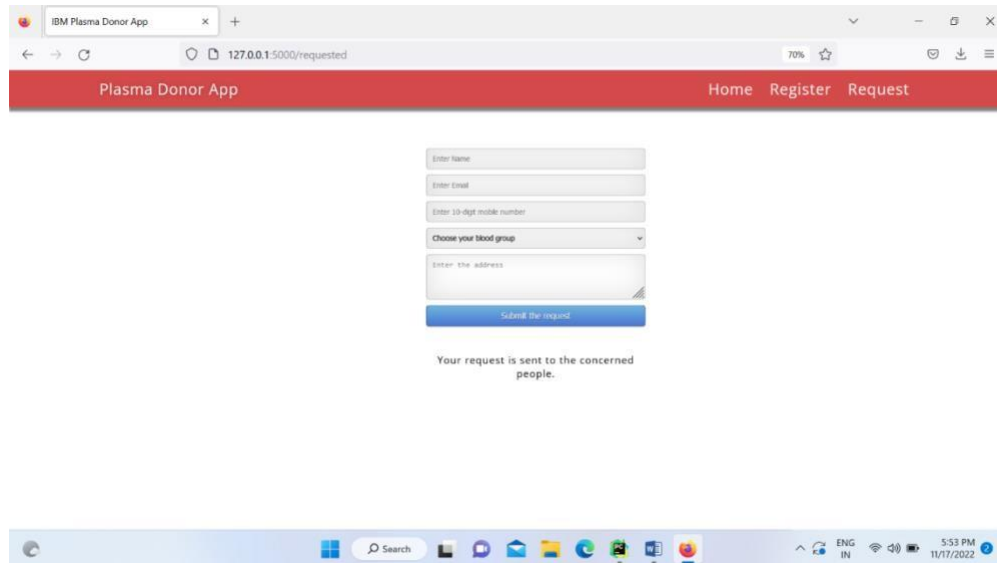 IBM Plasma Donor App
127.0.0.1:5000/requested
70%
Plasma Donor App
Home Register Request
Enter Name
Enter Email
Enter 10-digit mobile number
Choose your blood group
Enter the address
Submit the request
Your request is sent to the concerned
people.
Search
ENG
IN
5:53 PM
11/17/2022
2